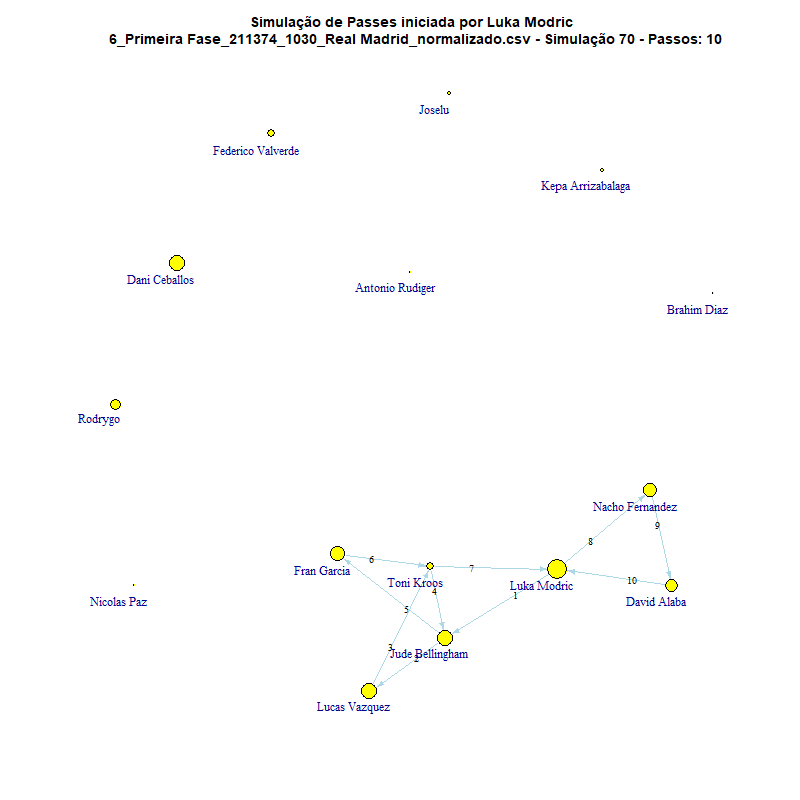 Simulação de Passes iniciada por Luka Modric
6_Primeira Fase_211374_1030_Real Madrid_normalizado.csv - Simulação 70 - Passos: 10
Joselu
Federico Valverde
Kepa Arrizabalaga
Dani Ceballos
Antonio Rudiger
Brahim Diaz
Rodrygo
Nacho Fernandez
9
8
6
7
Fran Garcia
Toni Kroos
10
Luka Modric
4
1
Nicolas Paz
David Alaba
5
3
Jude Bellingham
2
Lucas Vazquez